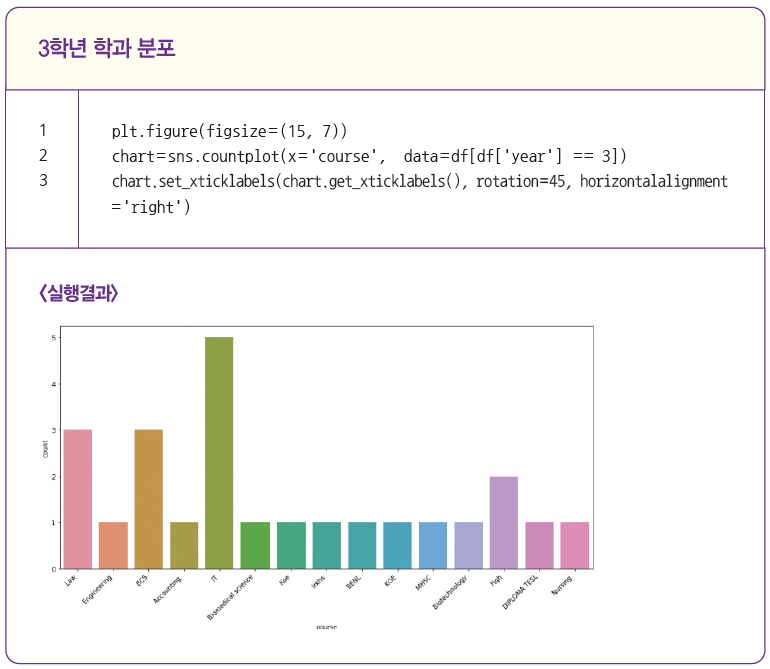 3학년 학과 분포
1 plt.figure(figsize=(15, 7))
2 chart=sns.countplot(x='course', data=df[df['year'] == 3])
3 chart.set_xticklabels(chart.get_xticklabels(), rotation=45, horizontalalignment
='right')
<실행결과>
5
4
3
2
1
0
count
Law
Engineering
BCS
Accounting
IT
Biomedical science
Koe
Irkhs
BENL
KOE
MHSC
Biotechnology
Fiqh
DIPLOMA TESL
Nursing
course